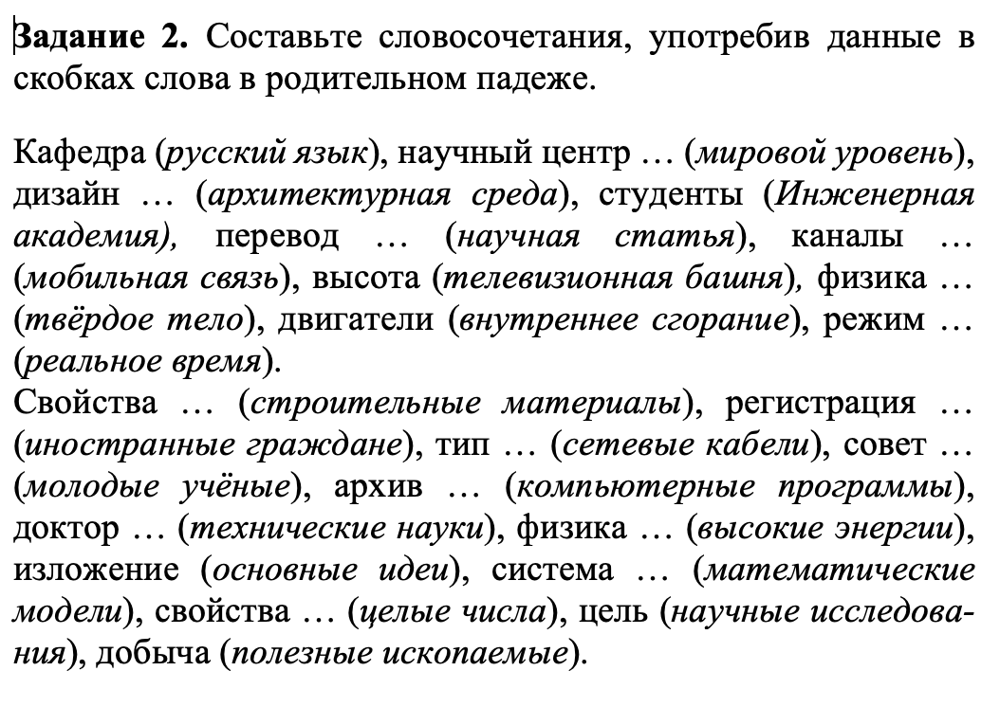 Задание 2. Составьте словосочетания, употребив данные в
скобках слова в родительном падеже.
Кафедра (русский язык), научный центр … (мировой уровень),
дизайн … (архитектурная среда), студенты (Инженерная
академия), перевод … (научная статья), каналы …
(мобильная связь), высота (телевизионная башня), физика …
(твёрдое тело), двигатели (внутреннее сгорание), режим …
(реальное время).
Свойства … (строительные материалы), регистрация …
(иностранные граждане), тип … (сетевые кабели), совет …
(молодые учёные), архив … (компьютерные программы),
доктор … (технические науки), физика … (высокие энергии),
изложение (основные идеи), система … (математические
модели), свойства … (целые числа), цель (научные исследова-
ния), добыча (полезные ископаемые).